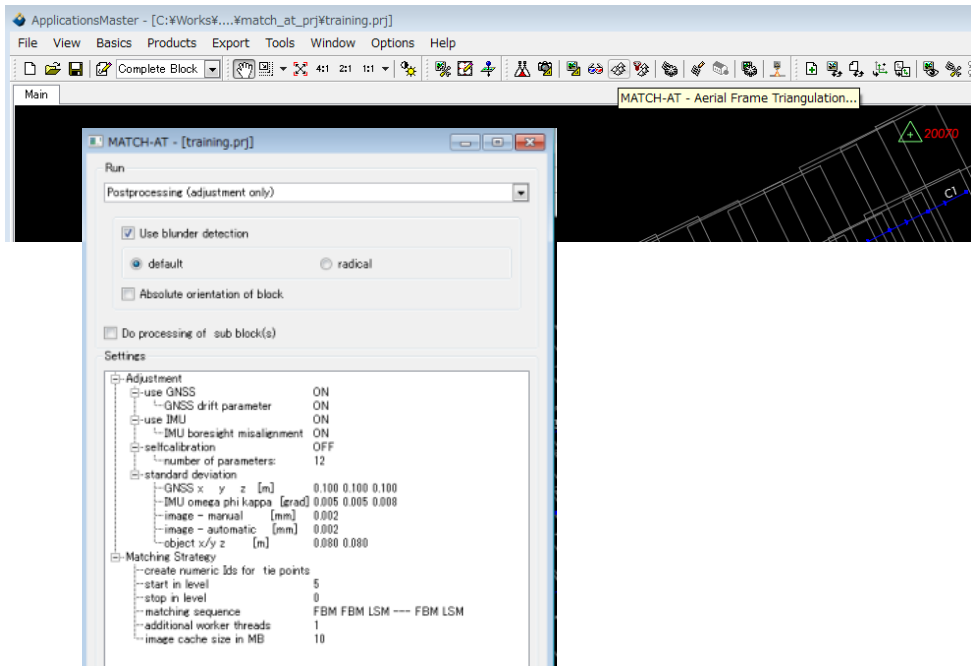 ApplicationsMaster - [C:¥Works¥....¥match_at_prj¥training.prj]
File View Basics Products Export Tools Window Options Help
Complete Block 4:1 2:1 1:1
Main
MATCH-AT - Aerial Frame Triangulation...
20070
C1
MATCH-AT - [training.prj]
Run
Postprocessing (adjustment only)
Use blunder detection
default radical
Absolute orientation of block
Do processing of sub block(s)
Settings
Adjustment
use GNSS ON
GNSS drift parameter ON
use IMU ON
IMU boresight misalignment ON
selfcalibration OFF
number of parameters: 12
standard deviation
GNSS x y z [m] 0.100 0.100 0.100
IMU omega phi kappa [grad] 0.005 0.005 0.008
image - manual [mm] 0.002
image - automatic [mm] 0.002
object x/y z [m] 0.080 0.080
Matching Strategy
create numeric Ids for tie points
start in level 5
stop in level 0
matching sequence FBM FBM LSM --- FBM LSM
additional worker threads 1
image cache size in MB 10